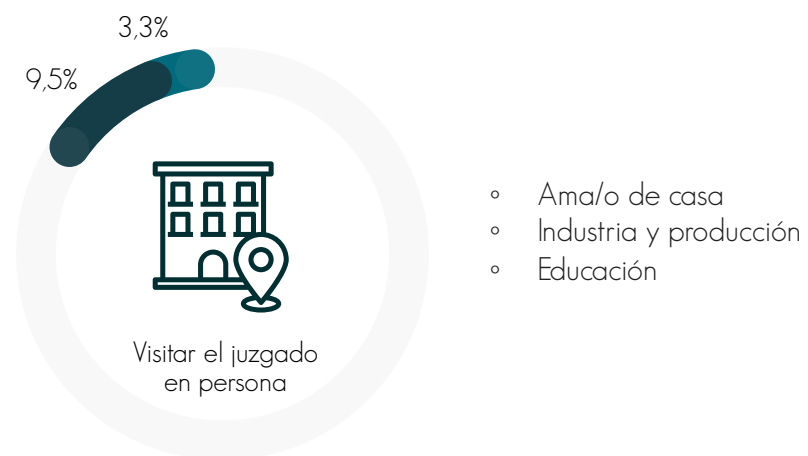 3,3%
9,5%
Visitar el juzgado
en persona
◦ Ama/o de casa
◦ Industria y producción
◦ Educación